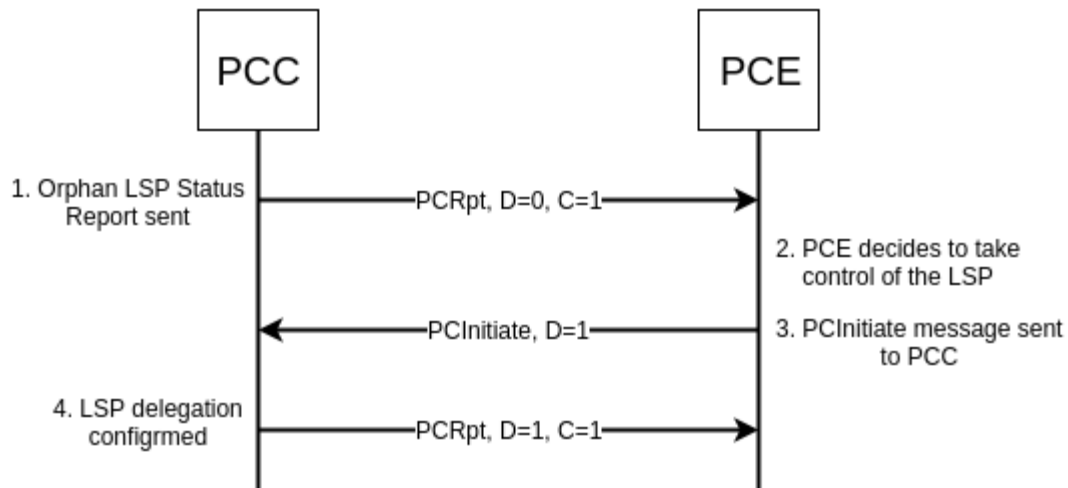 PCC
PCE
1. Orphan LSP Status
Report sent
PCRpt, D=0, C=1
2. PCE decides to take
control of the LSP
PCInitiate, D=1
3. PCInitiate message sent
to PCC
4. LSP delegation
configrmed
PCRpt, D=1, C=1